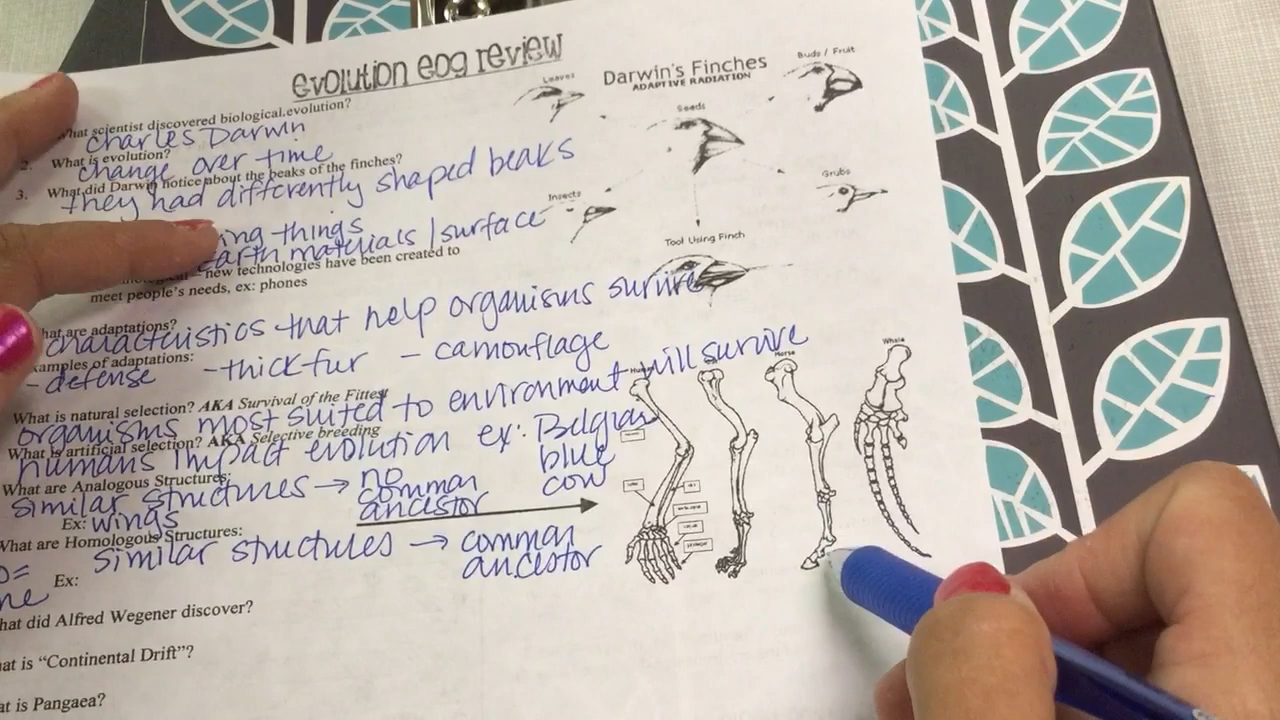 evolution eog review
Darwin's Finches
ADAPTIVE RADIATION
Leaves
Buds / Fruit
Seeds
Grubs
Insects
Tool Using Finch
What scientist discovered biological evolution?
Charles Darwin
2. What is evolution?
change over time
3. What did Darwin notice about the beaks of the finches?
they had differently shaped beaks
things
earth materials / surface
new technologies have been created to
meet people's needs, ex: phones
hat are adaptations?
characteristics that help organisms survive
xamples of adaptations:
- defense - thick fur - camouflage
What is natural selection? AKA Survival of the Fittest
organisms most suited to environment will survive
What is artificial selection? AKA Selective breeding
humans impact evolution ex: Belgian
blue
cow
What are Analogous Structures:
similar structures → no
common
ancestor
Ex: wings
What are Homologous Structures:
similar structures → common
ancestor
Ex:
hat did Alfred Wegener discover?
at is "Continental Drift"?
at is Pangaea?
Horse
Whale